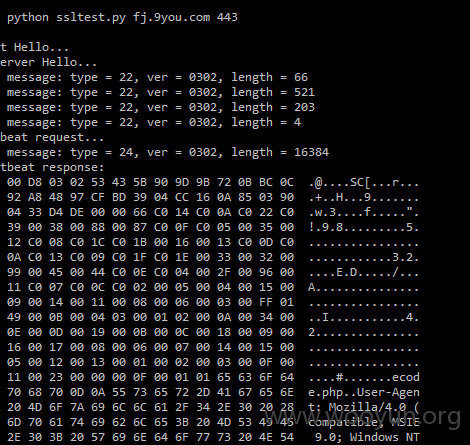 python ssltest.py fj.9you.com 443
t Hello...
erver Hello...
message: type = 22, ver = 0302, length = 66
message: type = 22, ver = 0302, length = 521
message: type = 22, ver = 0302, length = 203
message: type = 22, ver = 0302, length = 4
beat request...
message: type = 24, ver = 0302, length = 16384
tbeat response:
00 D8 03 02 53 43 5B 90 9D 9B 72 0B BC 0C .@....SC[...r...
92 A8 48 97 CF BD 39 04 CC 16 0A 85 03 90 .+..H...9.......
04 33 D4 DE 00 00 66 C0 14 C0 0A C0 22 C0 .w.3....f.....".
39 00 38 00 88 00 87 C0 0F C0 05 00 35 00 !.9.8.........5.
12 C0 08 C0 1C C0 1B 00 16 00 13 C0 0D C0 ................
0A C0 13 C0 09 C0 1F C0 1E 00 33 00 32 00 ............3.2.
99 00 45 00 44 C0 0E C0 04 00 2F 00 96 00 ....E.D...../...
11 C0 07 C0 0C C0 02 00 05 00 04 00 15 00 A...............
09 00 14 00 11 00 08 00 06 00 03 00 FF 01 ................
49 00 0B 00 04 03 00 01 02 00 0A 00 34 00 ..I...........4.
0E 00 0D 00 19 00 0B 00 0C 00 18 00 09 00 2...............
16 00 17 00 08 00 06 00 07 00 14 00 15 00 ................
05 00 12 00 13 00 01 00 02 00 03 00 0F 00 ................
11 00 23 00 00 00 0F 00 01 01 65 63 6F 64 ....#.......ecod
70 68 70 0D 0A 55 73 65 72 2D 41 67 65 6E e.php..User-Agen
20 4D 6F 7A 69 6C 6C 61 2F 34 2E 30 20 28 t: Mozilla/4.0 (
6D 70 61 74 69 62 6C 65 3B 20 4D 53 49 45 compatible; MSIE
2E 30 3B 20 57 69 6E 64 6F 77 73 20 4E 54 9.0; Windows NT
www.wooyun.org